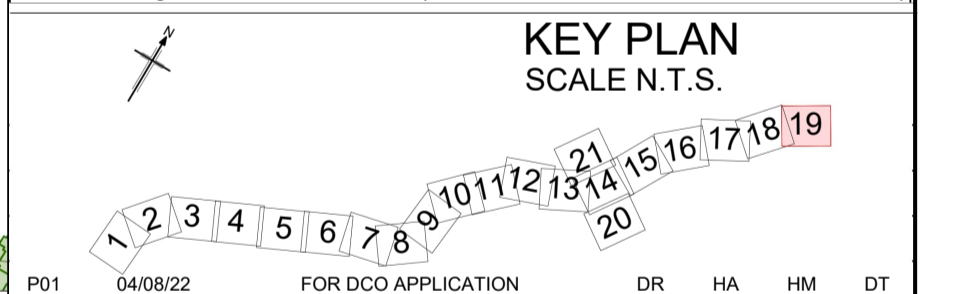 N
KEY PLAN
SCALE N.T.S.
1 2 3 4 5 6 7 8 9 10 11 12 13 14 15 16 17 18 19
21
20
P01 04/08/22 FOR DCO APPLICATION DR HA HM DT